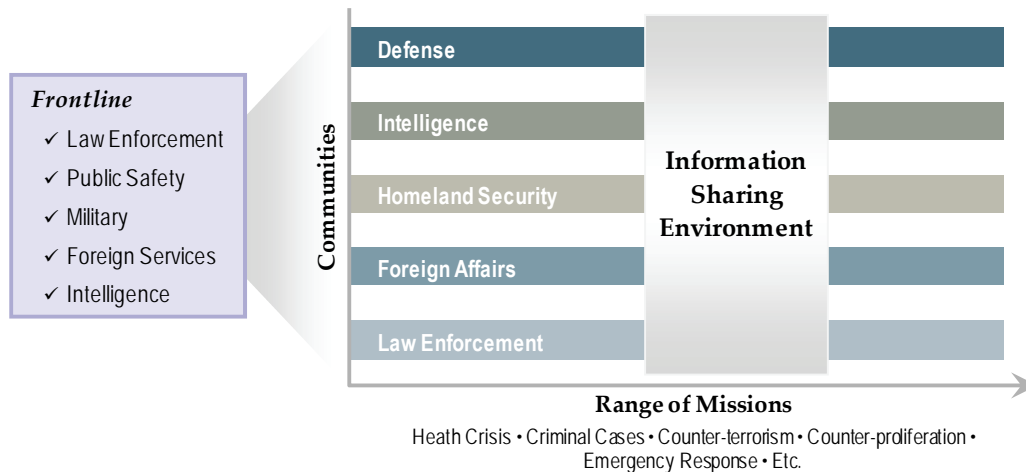 Frontline
✓ Law Enforcement
✓ Public Safety
✓ Military
✓ Foreign Services
✓ Intelligence
Communities
Defense
Intelligence
Homeland Security
Foreign Affairs
Law Enforcement
Information
Sharing
Environment
Range of Missions
Heath Crisis • Criminal Cases • Counter-terrorism • Counter-proliferation •
Emergency Response • Etc.